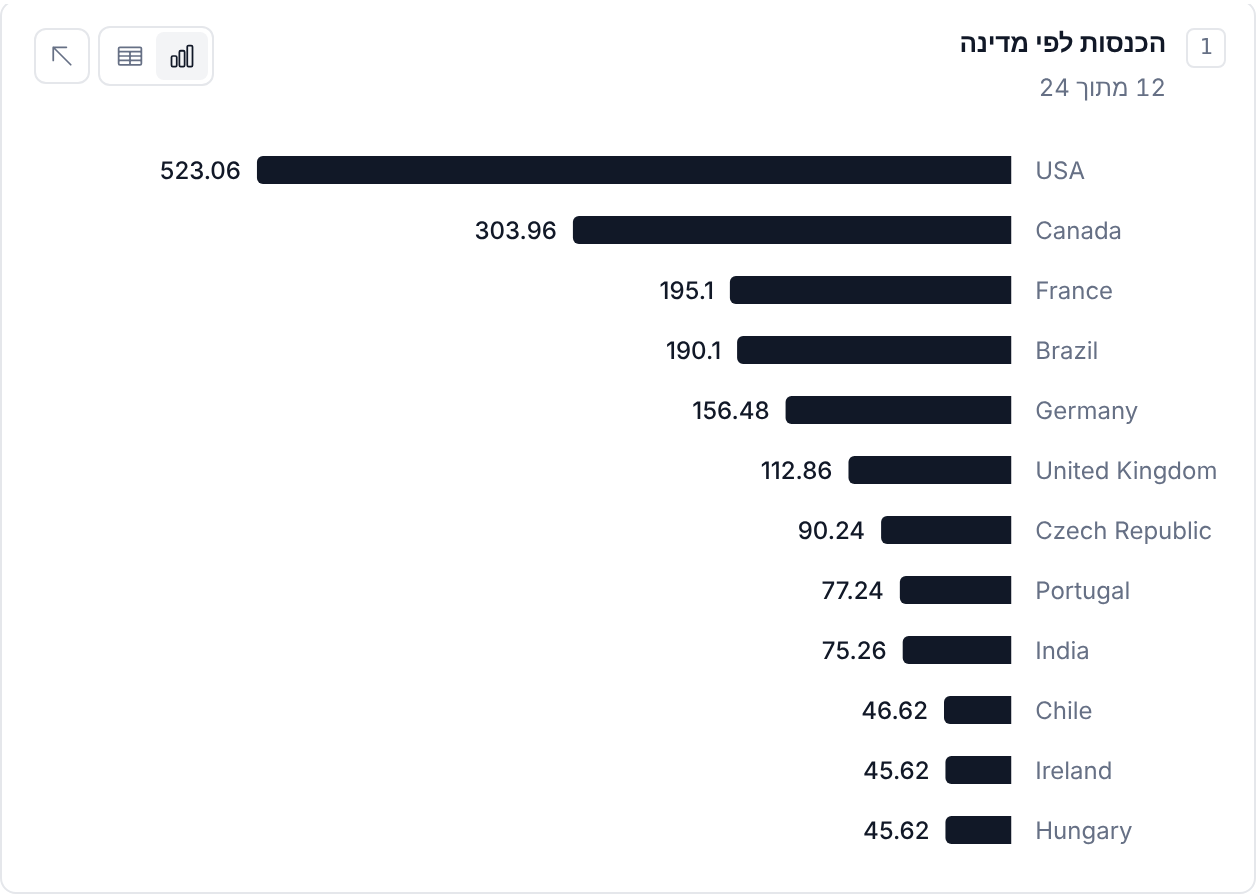 1
הכנסות לפי מדינה
12 מתוך 24
USA 523.06
Canada 303.96
France 195.1
Brazil 190.1
Germany 156.48
United Kingdom 112.86
Czech Republic 90.24
Portugal 77.24
India 75.26
Chile 46.62
Ireland 45.62
Hungary 45.62